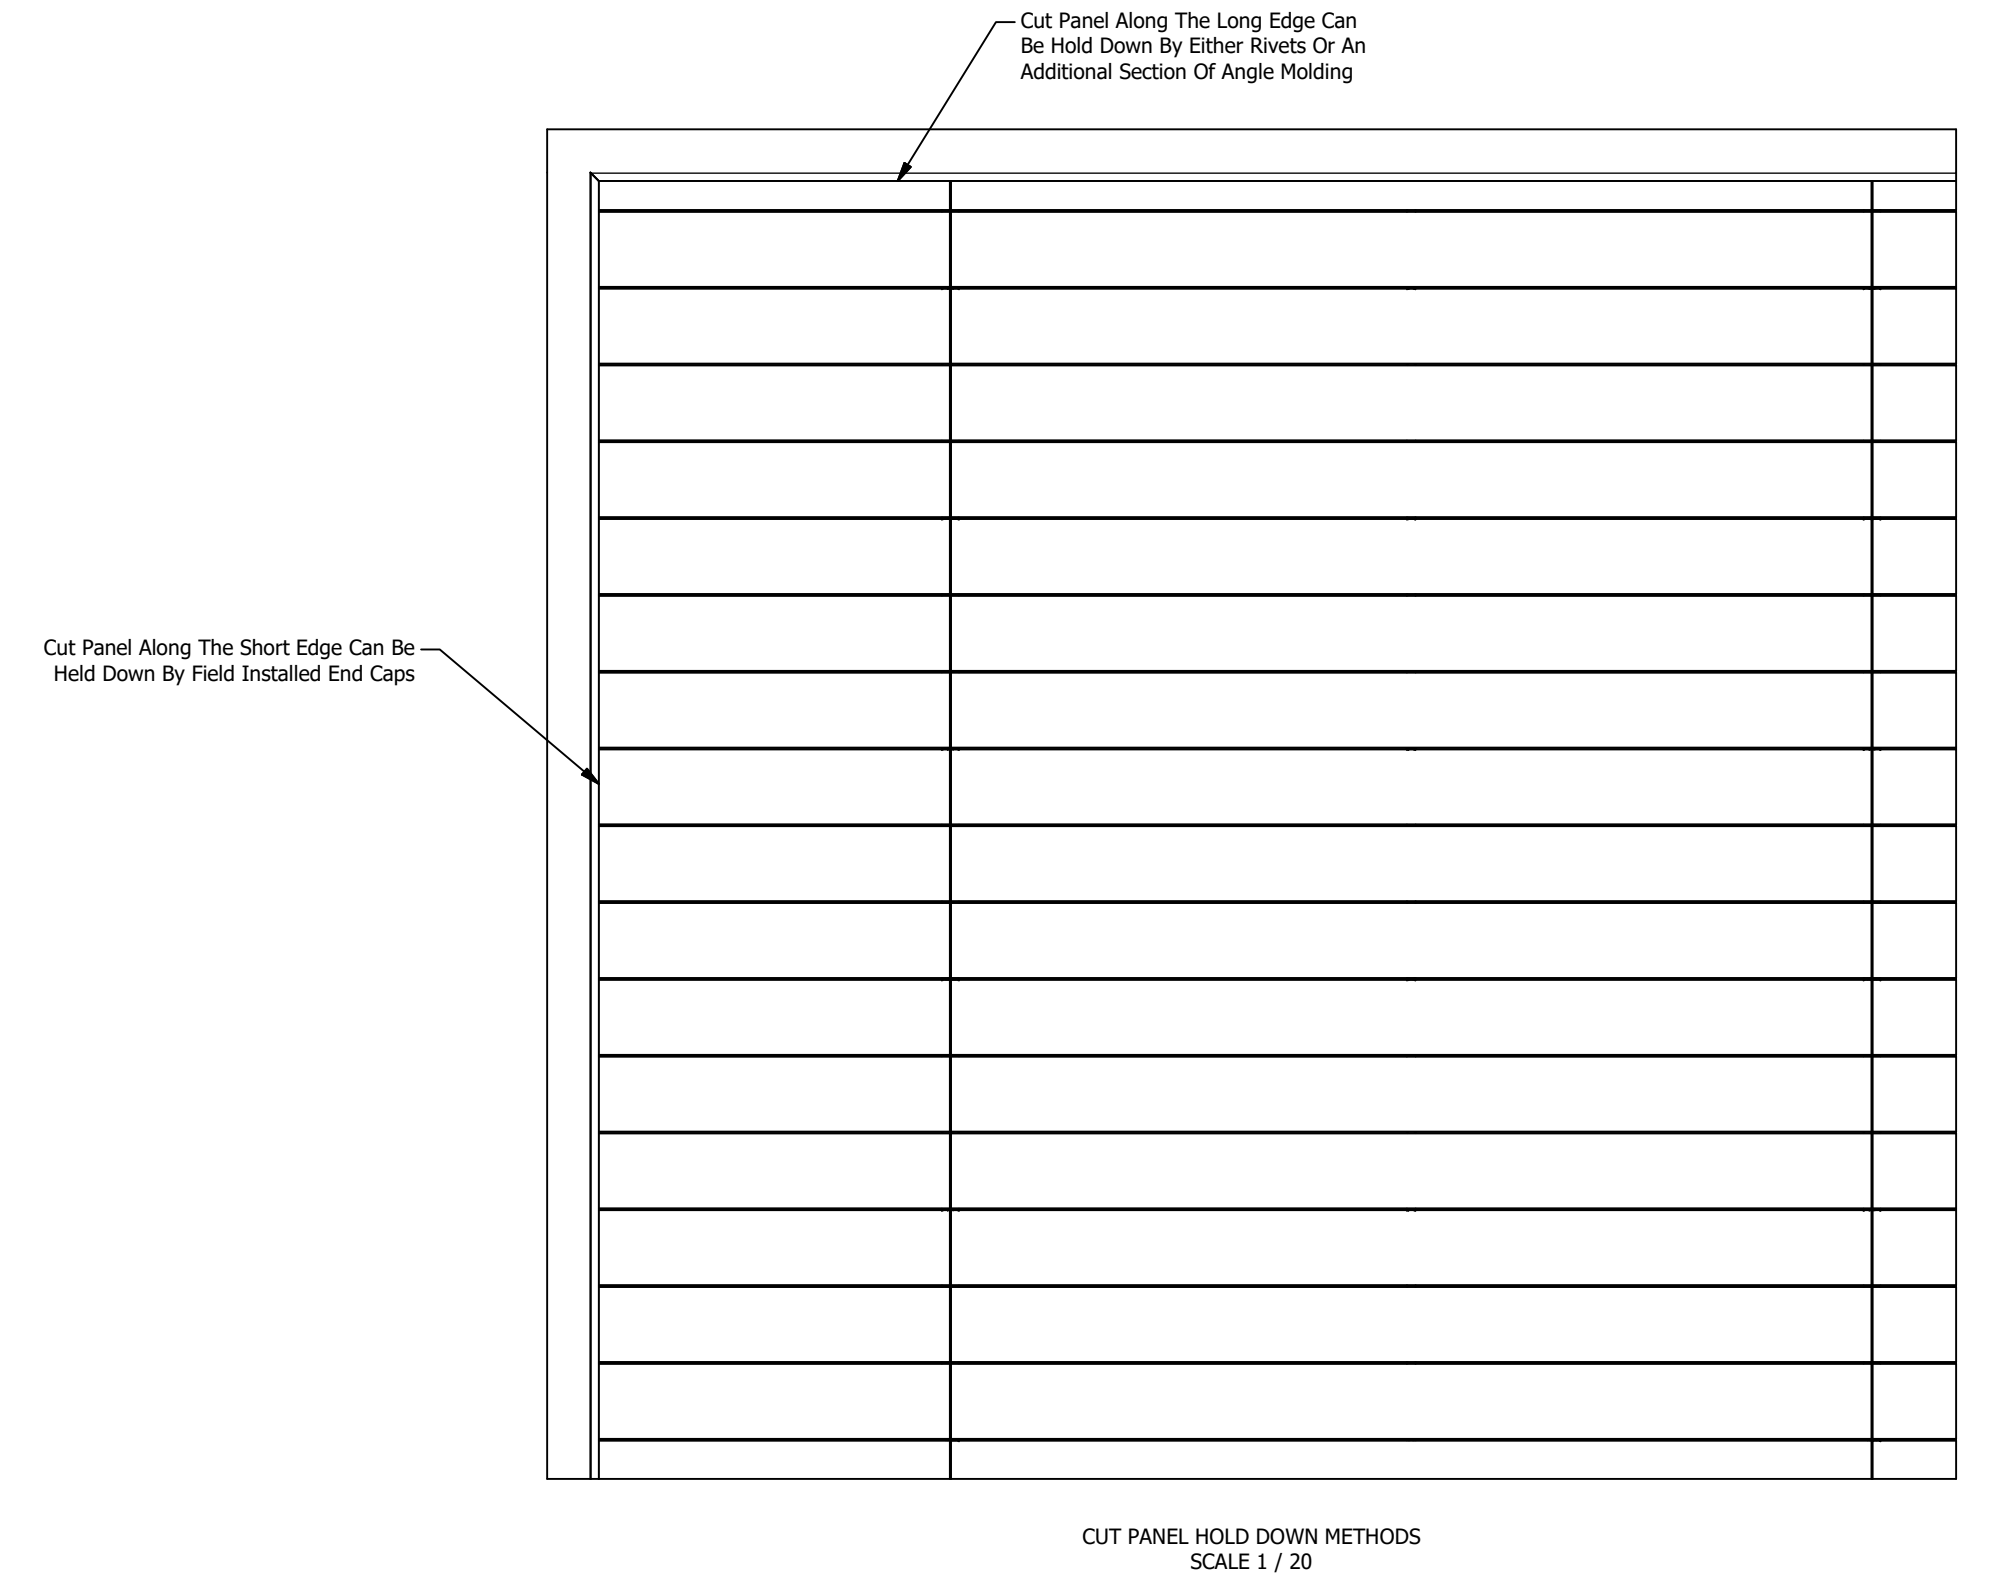 Cut Panel Along The Long Edge Can
Be Hold Down By Either Rivets Or An
Additional Section Of Angle Molding
Cut Panel Along The Short Edge Can Be
Held Down By Field Installed End Caps
CUT PANEL HOLD DOWN METHODS
SCALE 1 / 20